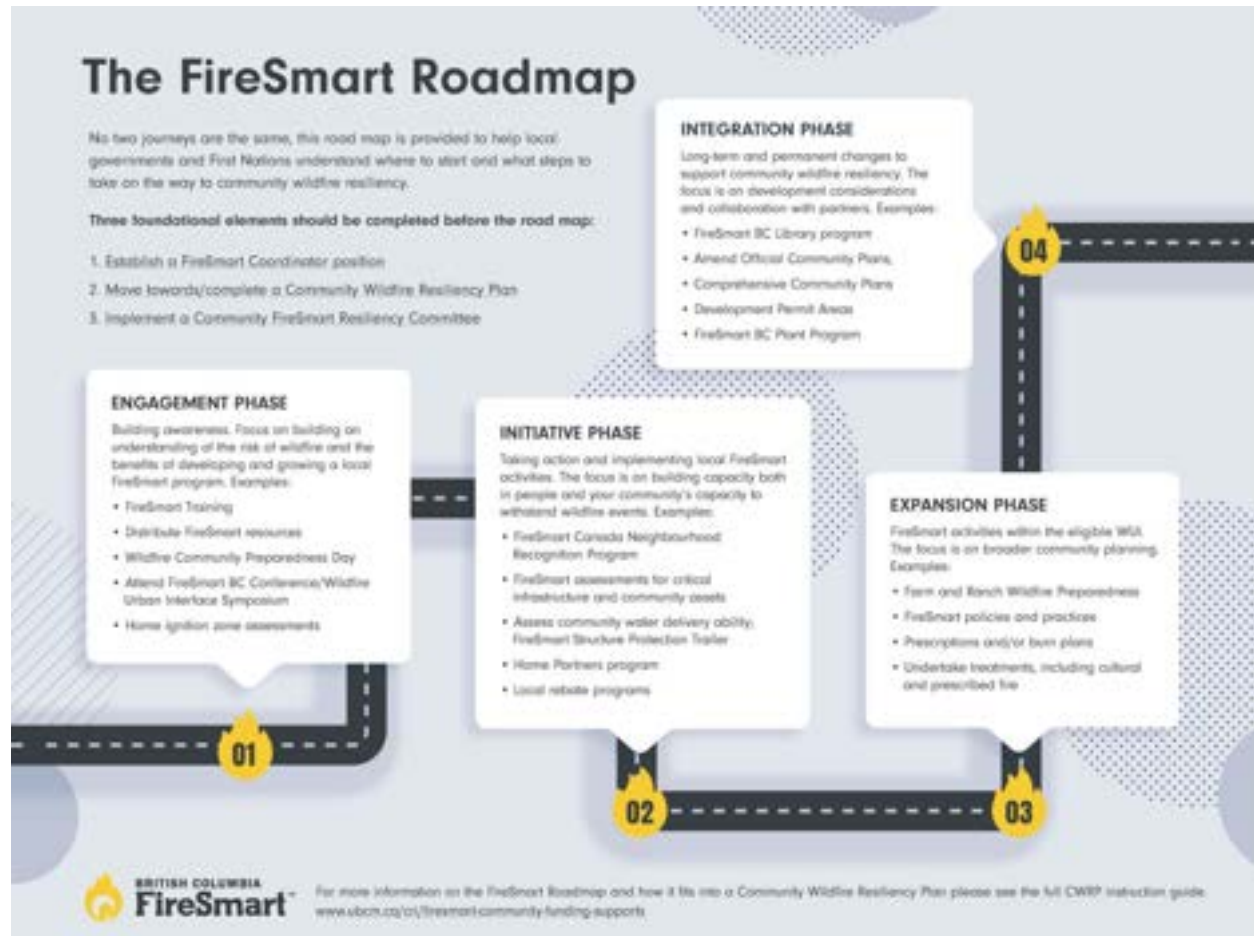 The FireSmart Roadmap
No two journeys are the same, this road map is provided to help local
governments and First Nations understand where to start and what steps to
take on the way to community wildfire resiliency.
Three foundational elements should be completed before the road map:
1. Establish a FireSmart Coordinator position
2. Move towards/complete a Community Wildfire Resiliency Plan
3. Implement a Community FireSmart Resiliency Committee
ENGAGEMENT PHASE
Building awareness. Focus on building an
understanding of the risk of wildfire and the
benefits of developing and growing a local
FireSmart program. Examples:
• FireSmart Training
• Distribute FireSmart resources
• Wildfire Community Preparedness Day
• Attend FireSmart BC Conference/Wildfire
Urban Interface Symposium
• Home ignition zone assessments
01
INITIATIVE PHASE
Taking action and implementing local FireSmart
activities. The focus is on building capacity both
in people and your community's capacity to
withstand wildfire events. Examples:
• FireSmart Canada Neighbourhood
Recognition Program
• FireSmart assessments for critical
infrastructure and community assets
• Assess community water delivery ability;
FireSmart Structure Protection Trailer
• Home Partners program
• Local rebate programs
02
EXPANSION PHASE
FireSmart activities within the eligible WUI.
The focus is on broader community planning.
Examples:
• Farm and Ranch Wildfire Preparedness
• FireSmart policies and practices
• Prescriptions and/or burn plans
• Undertake treatments, including cultural
and prescribed fire
03
INTEGRATION PHASE
Long-term and permanent changes to
support community wildfire resiliency. The
focus is on development considerations
and collaboration with partners. Examples:
• FireSmart BC Library program
• Amend Official Community Plans,
• Comprehensive Community Plans
• Development Permit Areas
• FireSmart BC Plant Program
04
BRITISH COLUMBIA
FireSmart™
For more information on the FireSmart Roadmap and how it fits into a Community Wildfire Resiliency Plan please see the full CWRP instruction guide.
www.ubcm.ca/cri/firesmart-community-funding-supports